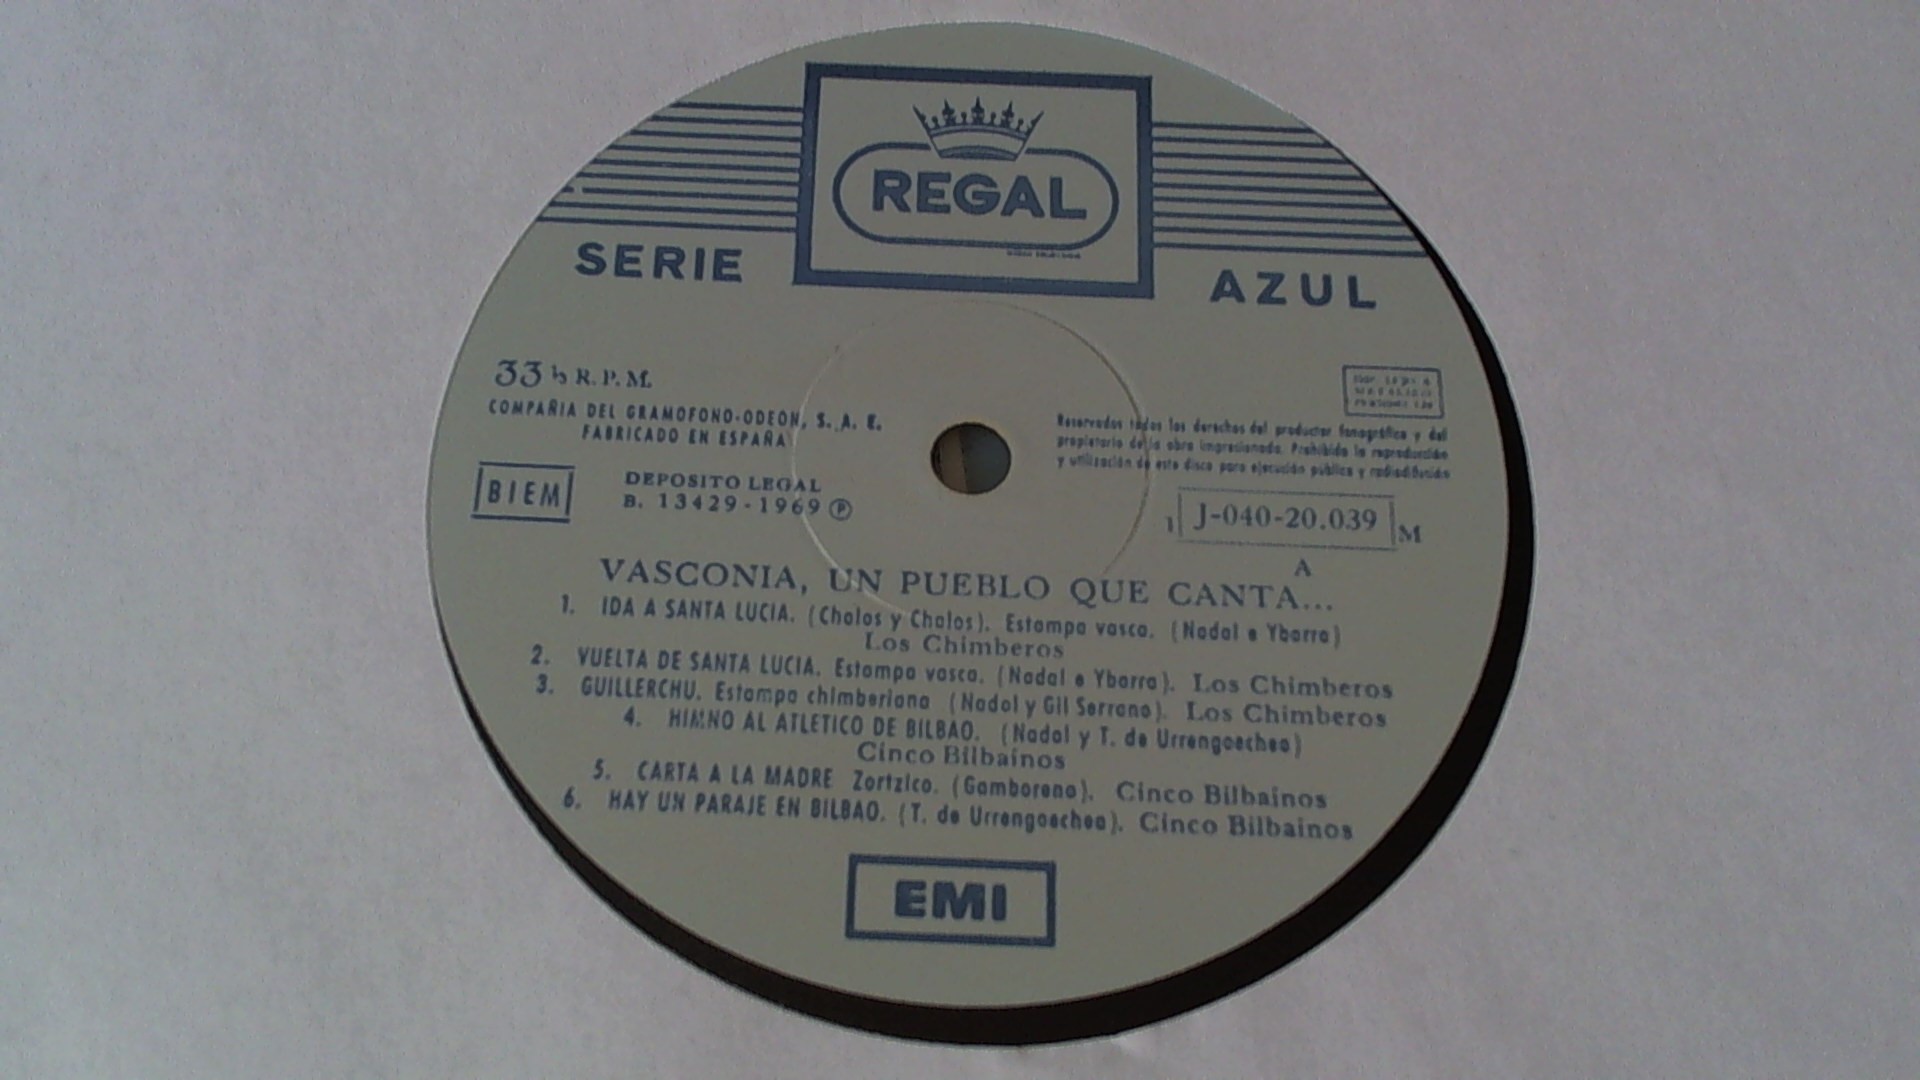 REGAL
SERIE AZUL
33⅓ R. P. M.
COMPAÑIA DEL GRAMOFONO-ODEON, S. A. E.
FABRICADO EN ESPAÑA
Reservados todos los derechos del productor fonográfico y del
propietario de la obra impresionada. Prohibida la reproducción
y utilización de este disco para ejecución pública y radiodifusión
BIEM
DEPOSITO LEGAL
B. 13429-1969 Ⓟ
1 J-040-20.039 M
A
VASCONIA, UN PUEBLO QUE CANTA...
1. IDA A SANTA LUCIA. (Chalos y Chalos). Estampa vasca. (Nadal e Ybarra)
Los Chimberos
2. VUELTA DE SANTA LUCIA. Estampa vasca. (Nadal e Ybarra). Los Chimberos
3. GUILLERCHU. Estampa chimberiana (Nadal y Gil Serrano). Los Chimberos
4. HIMNO AL ATLETICO DE BILBAO. (Nadal y T. de Urrengoechea)
Cinco Bilbaínos
5. CARTA A LA MADRE Zortzico. (Gamborena). Cinco Bilbaínos
6. HAY UN PARAJE EN BILBAO. (T. de Urrengoechea). Cinco Bilbaínos
EMI